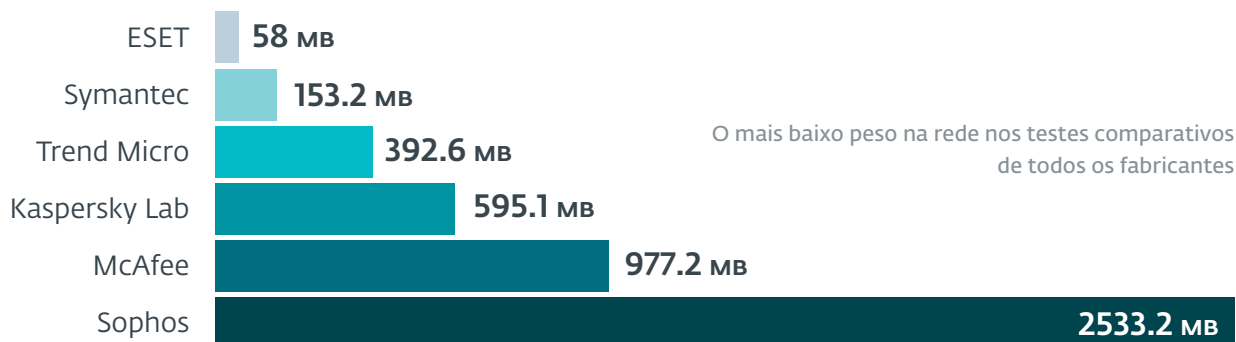 ESET 58 MB
Symantec 153.2 MB
Trend Micro 392.6 MB
O mais baixo peso na rede nos testes comparativos
de todos os fabricantes
Kaspersky Lab 595.1 MB
McAfee 977.2 MB
Sophos 2533.2 MB